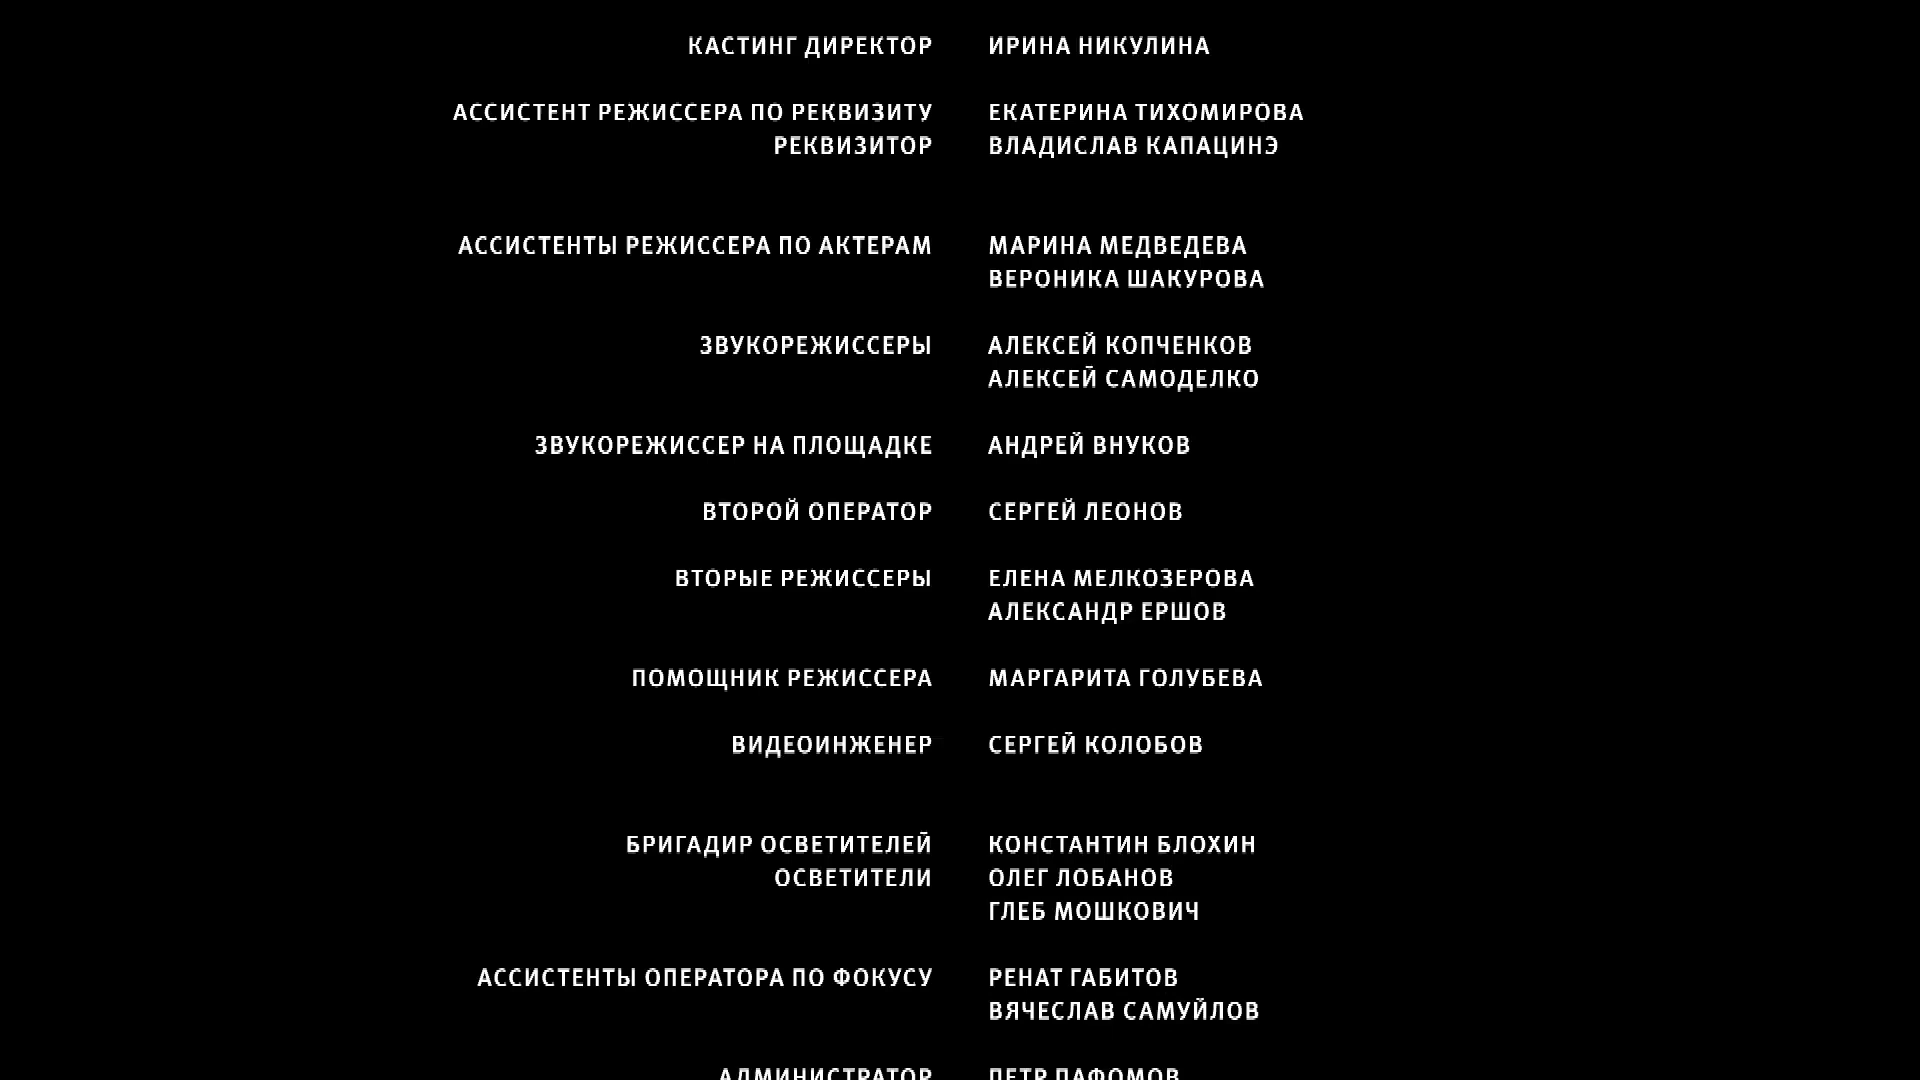 КАСТИНГ ДИРЕКТОР ИРИНА НИКУЛИНА
АССИСТЕНТ РЕЖИССЕРА ПО РЕКВИЗИТУ ЕКАТЕРИНА ТИХОМИРОВА
РЕКВИЗИТОР ВЛАДИСЛАВ КАПАЦИНЭ
АССИСТЕНТЫ РЕЖИССЕРА ПО АКТЕРАМ МАРИНА МЕДВЕДЕВА
ВЕРОНИКА ШАКУРОВА
ЗВУКОРЕЖИССЕРЫ АЛЕКСЕЙ КОПЧЕНКОВ
АЛЕКСЕЙ САМОДЕЛКО
ЗВУКОРЕЖИССЕР НА ПЛОЩАДКЕ АНДРЕЙ ВНУКОВ
ВТОРОЙ ОПЕРАТОР СЕРГЕЙ ЛЕОНОВ
ВТОРЫЕ РЕЖИССЕРЫ ЕЛЕНА МЕЛКОЗЕРОВА
АЛЕКСАНДР ЕРШОВ
ПОМОЩНИК РЕЖИССЕРА МАРГАРИТА ГОЛУБЕВА
ВИДЕОИНЖЕНЕР СЕРГЕЙ КОЛОБОВ
БРИГАДИР ОСВЕТИТЕЛЕЙ КОНСТАНТИН БЛОХИН
ОСВЕТИТЕЛИ ОЛЕГ ЛОБАНОВ
ГЛЕБ МОШКОВИЧ
АССИСТЕНТЫ ОПЕРАТОРА ПО ФОКУСУ РЕНАТ ГАБИТОВ
ВЯЧЕСЛАВ САМУЙЛОВ
АДМИНИСТРАТОР ПЕТР ПАФОМОВ